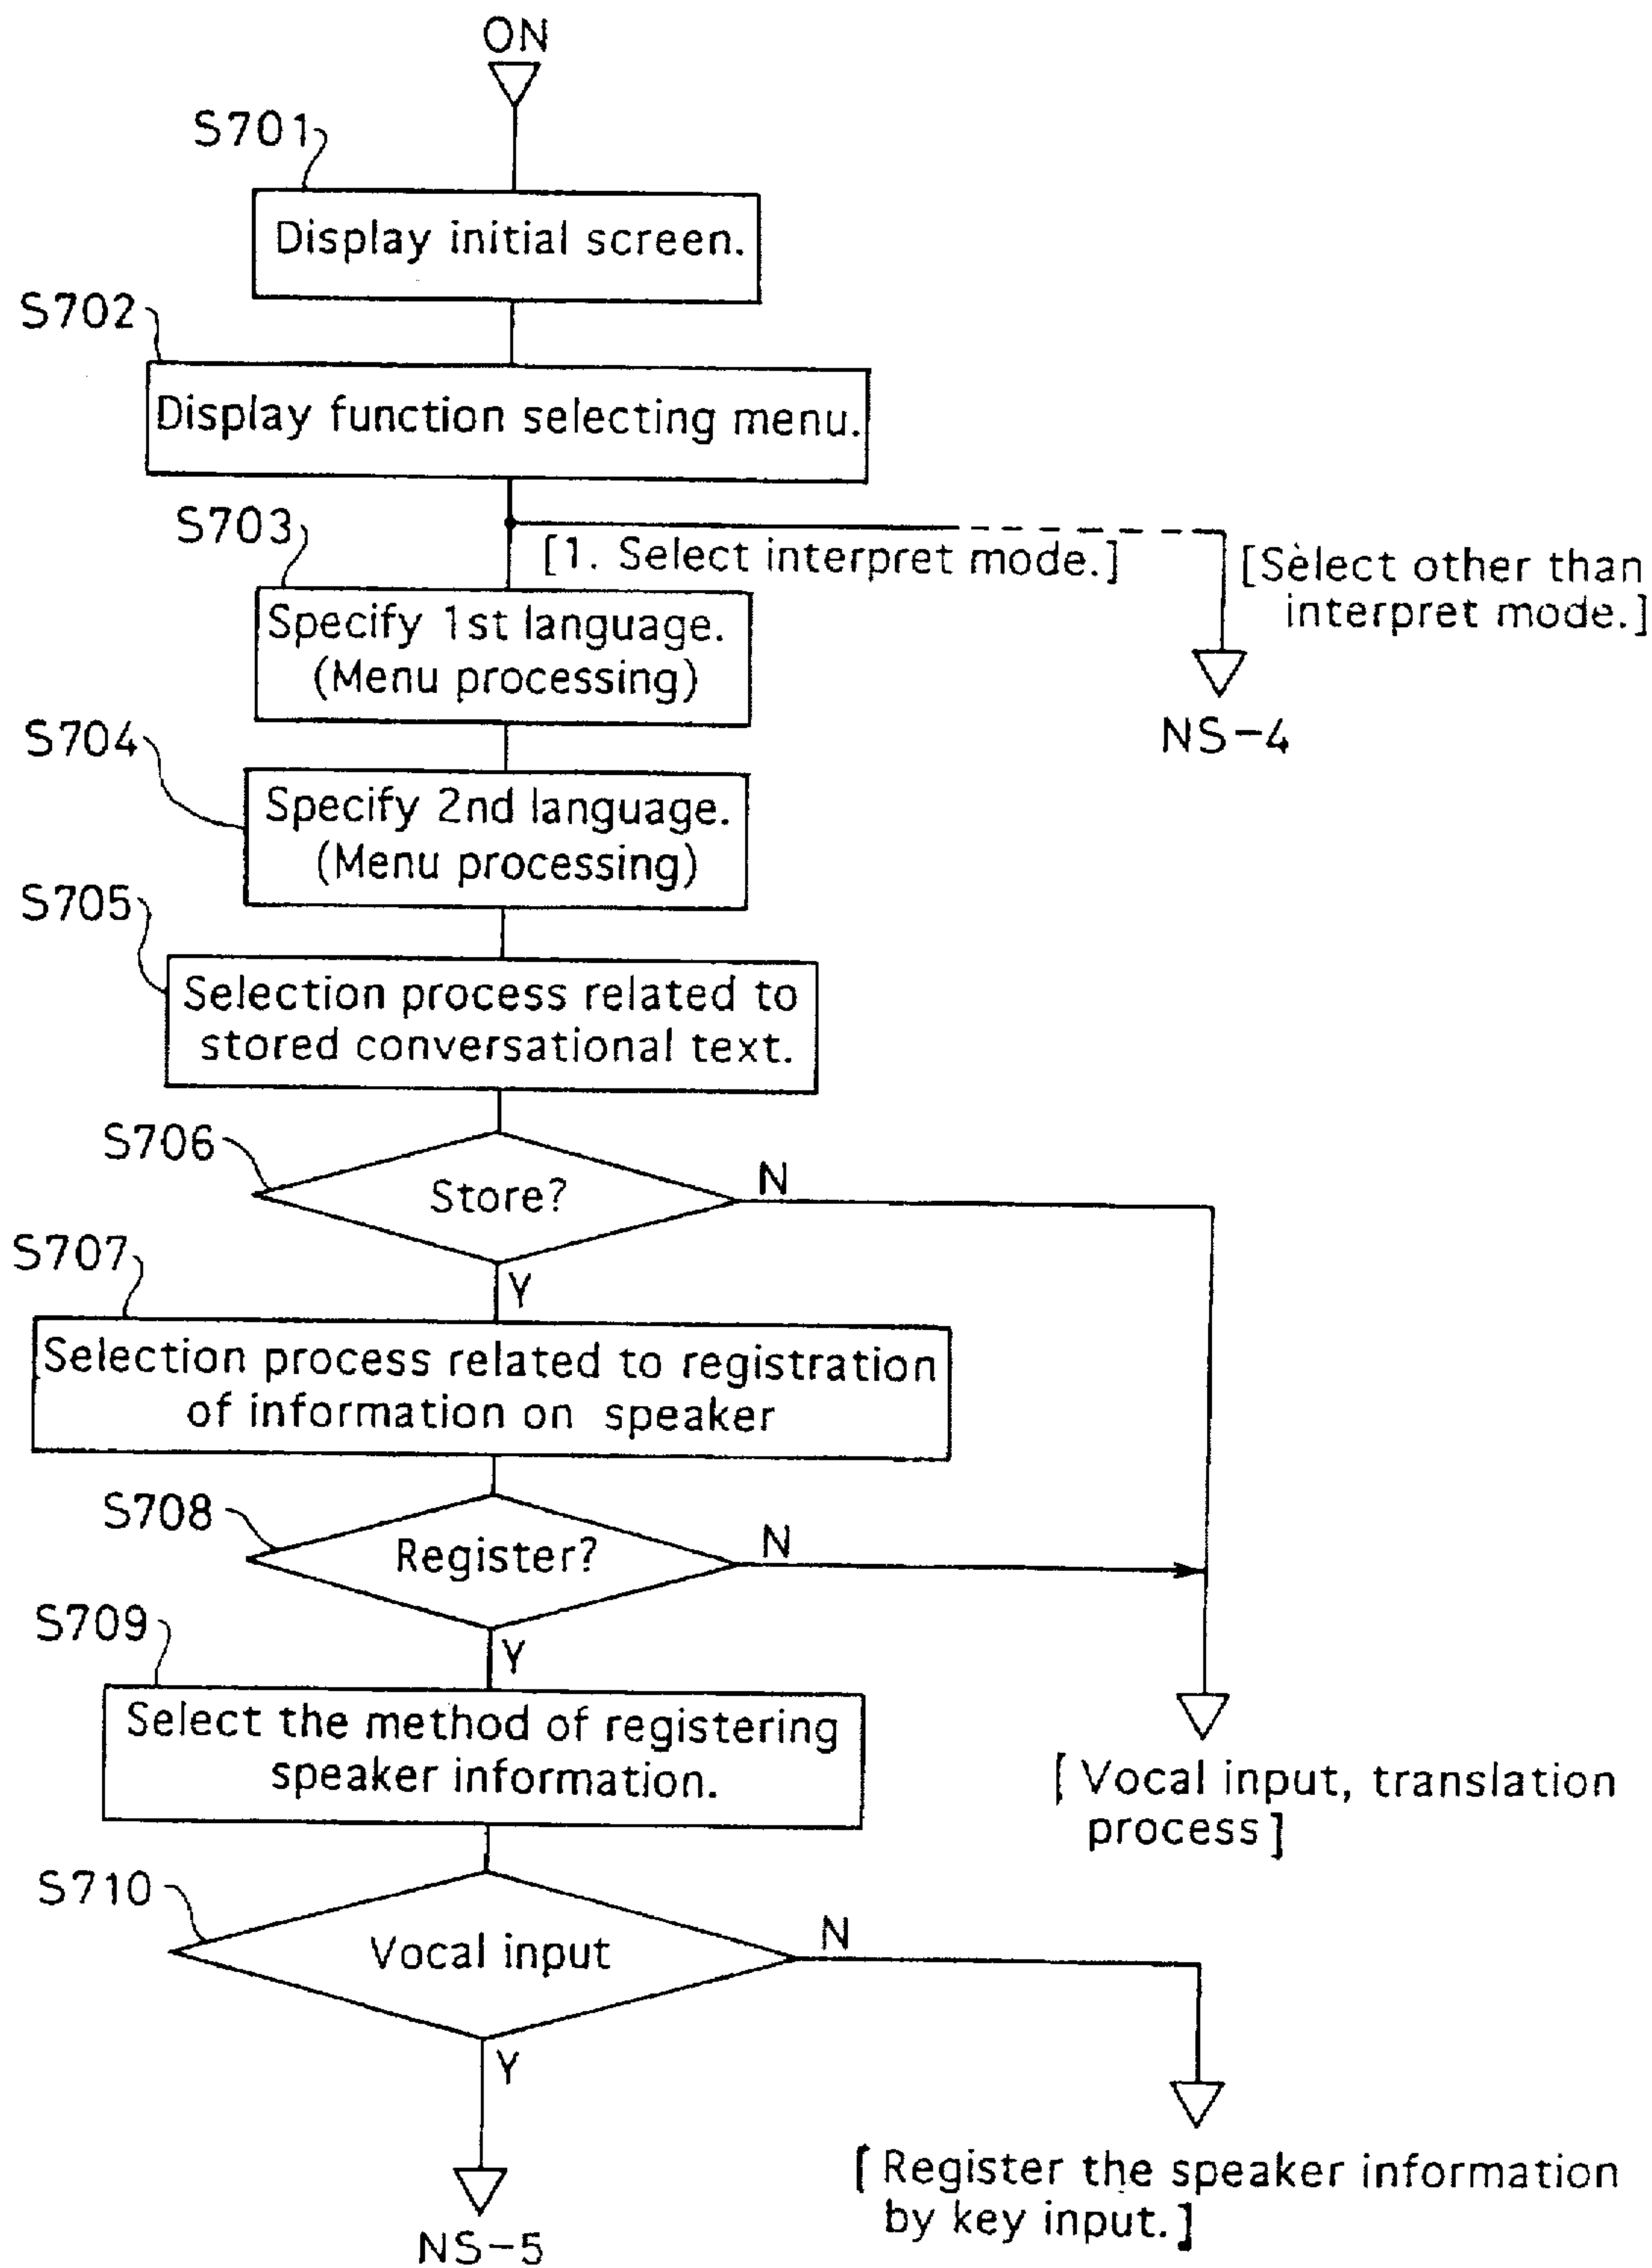 ON
S701
Display initial screen.
S702
Display function selecting menu.
S703
[1. Select interpret mode.]
[Select other than
interpret mode.]
Specify 1st language.
(Menu processing)
NS-4
S704
Specify 2nd language.
(Menu processing)
S705
Selection process related to
stored conversational text.
S706
Store?
N
Y
S707
Selection process related to registration
of information on speaker
S708
Register?
N
Y
S709
Select the method of registering
speaker information.
[Vocal input, translation
process]
S710
Vocal input
N
Y
[Register the speaker information
by key input.]
NS-5